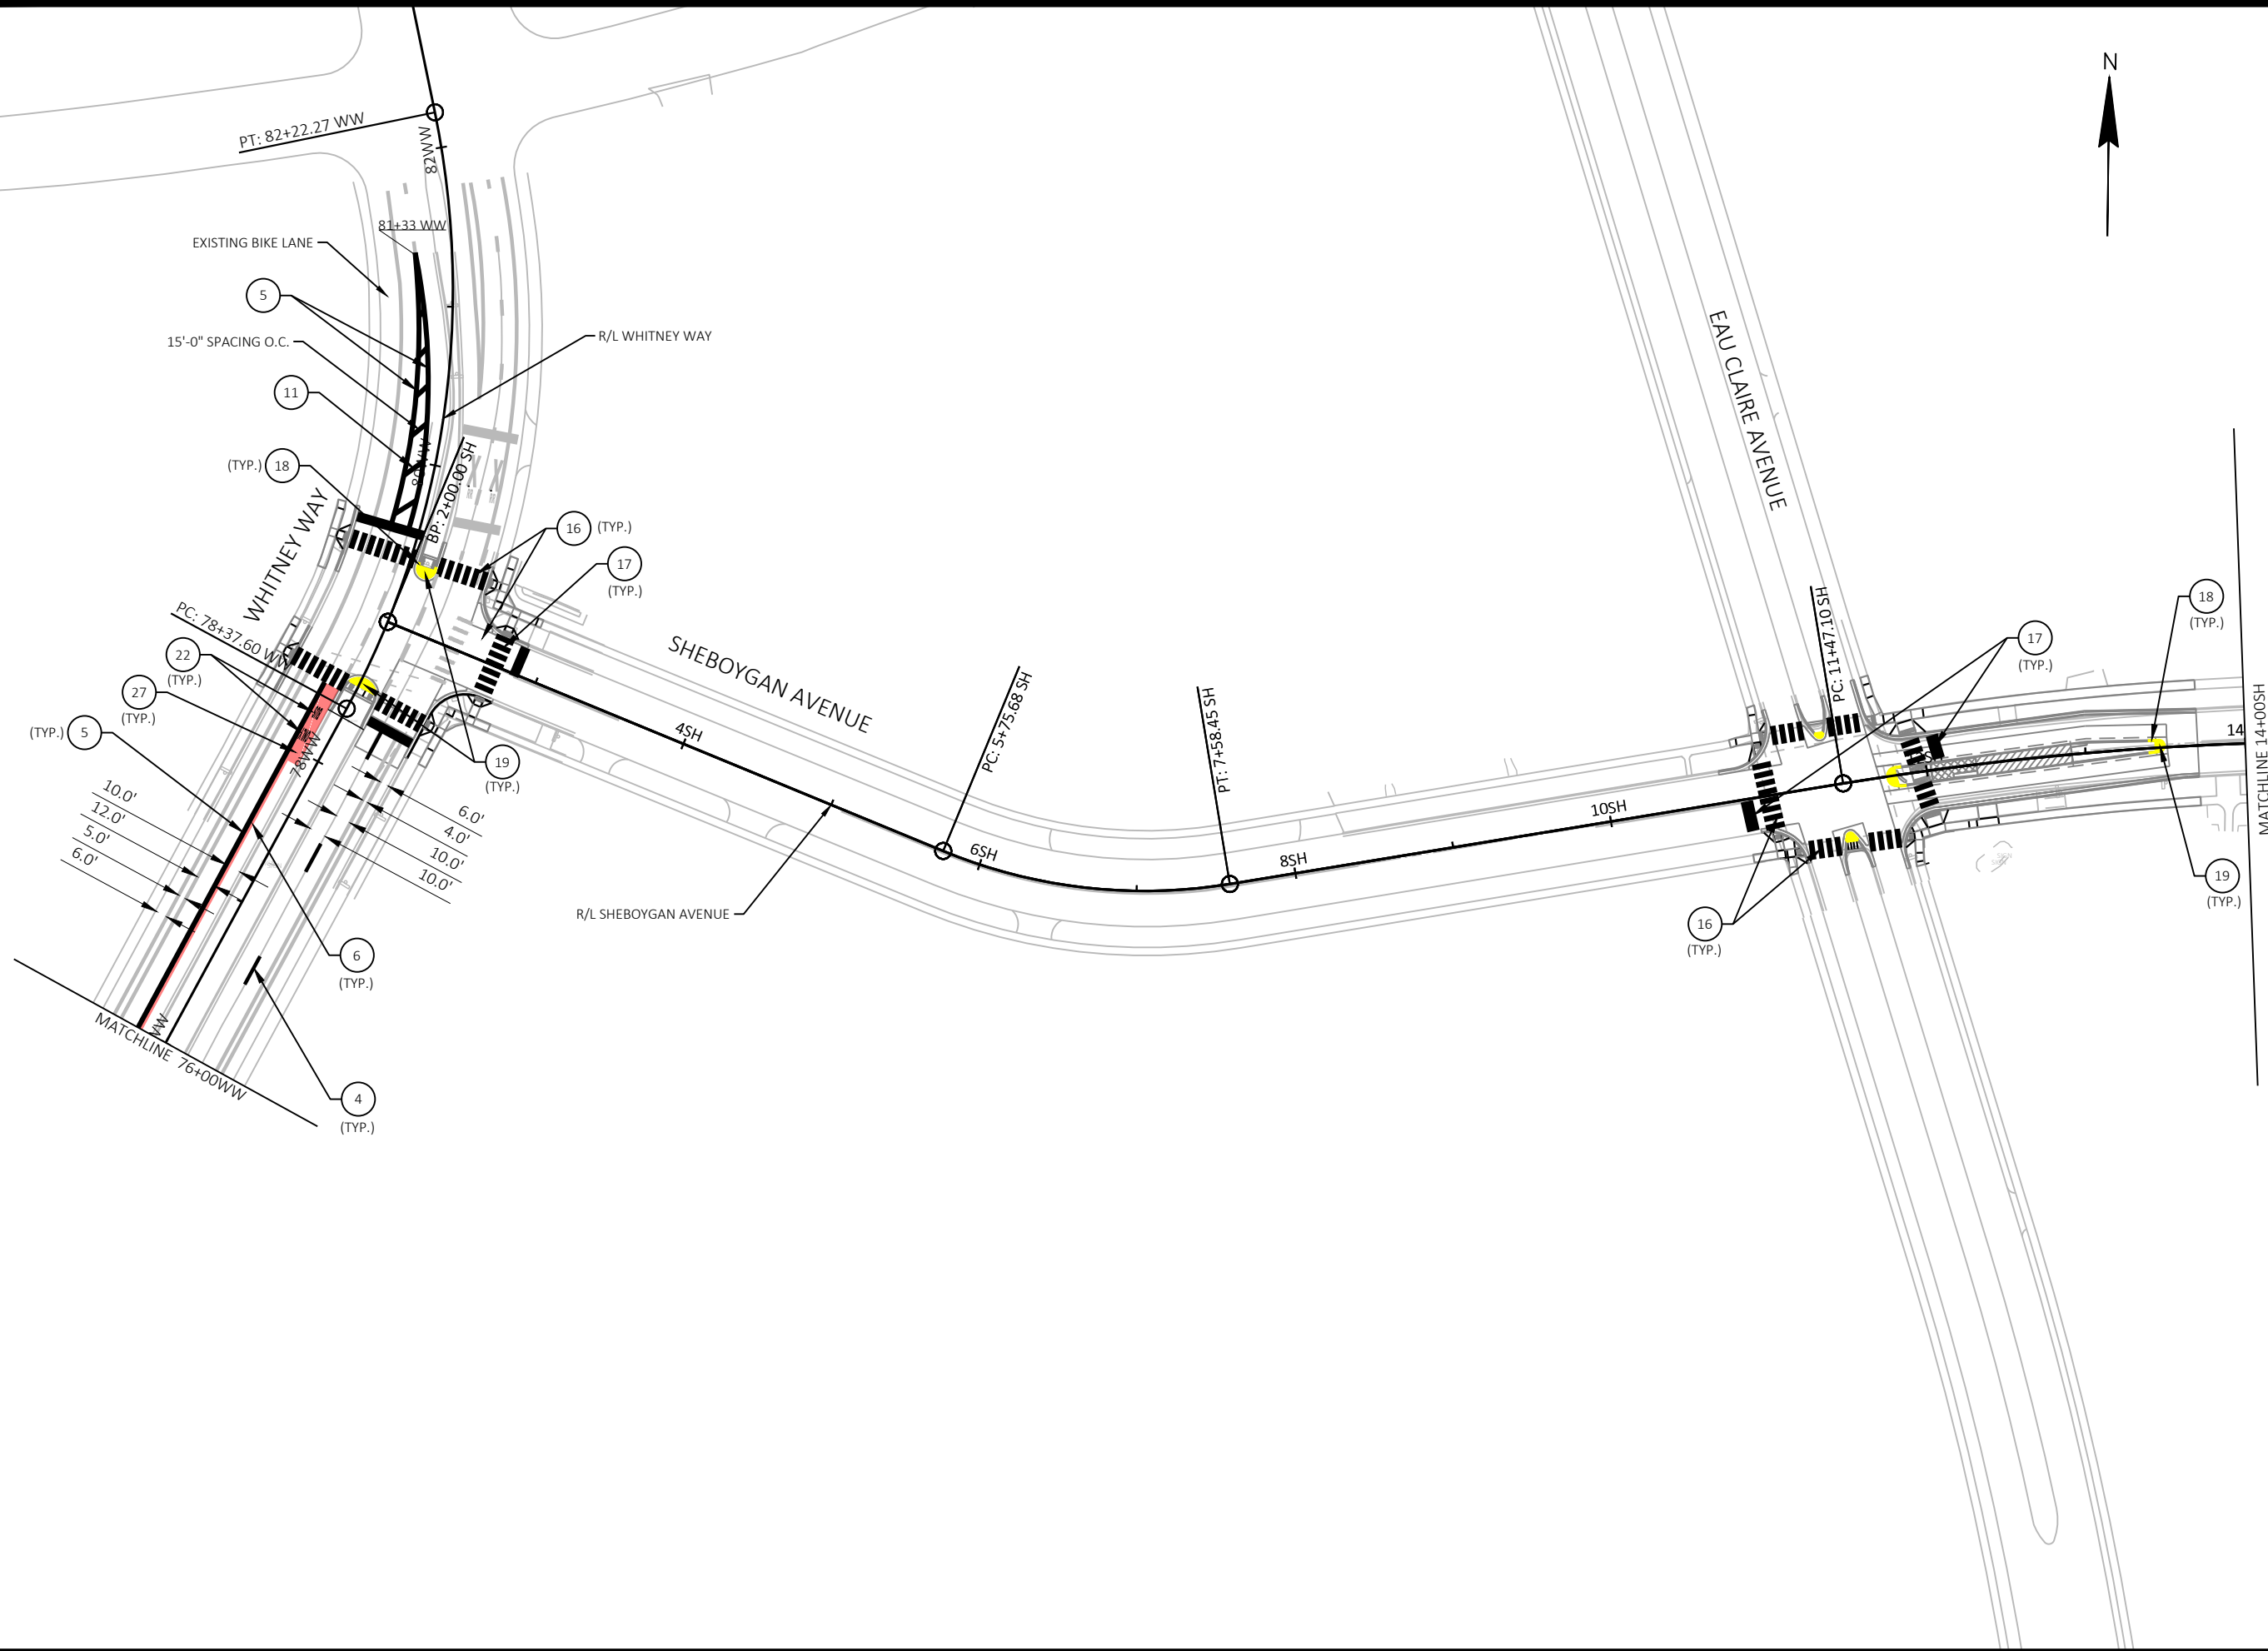 N
PT: 82+22.27 WW
82WW
81+33 WW
EXISTING BIKE LANE
5
R/L WHITNEY WAY
15'-0" SPACING O.C.
11
(TYP.) 18
80WW
BP: 2+00.00 SH
WHITNEY WAY
16 (TYP.)
17
(TYP.)
PC: 78+37.60 WW
22
(TYP.)
27
(TYP.)
(TYP.) 5
78WW
19
(TYP.)
10.0'
12.0'
5.0'
6.0'
6.0'
4.0'
10.0'
10.0'
6
(TYP.)
MATCHLINE 76+00WW
WW
4
(TYP.)
SHEBOYGAN AVENUE
4SH
PC: 5+75.68 SH
6SH
R/L SHEBOYGAN AVENUE
PT: 7+58.45 SH
8SH
10SH
EAU CLAIRE AVENUE
PC: 11+47.10 SH
18
(TYP.)
17
(TYP.)
14
MATCHLINE 14+00SH
16
(TYP.)
19
(TYP.)